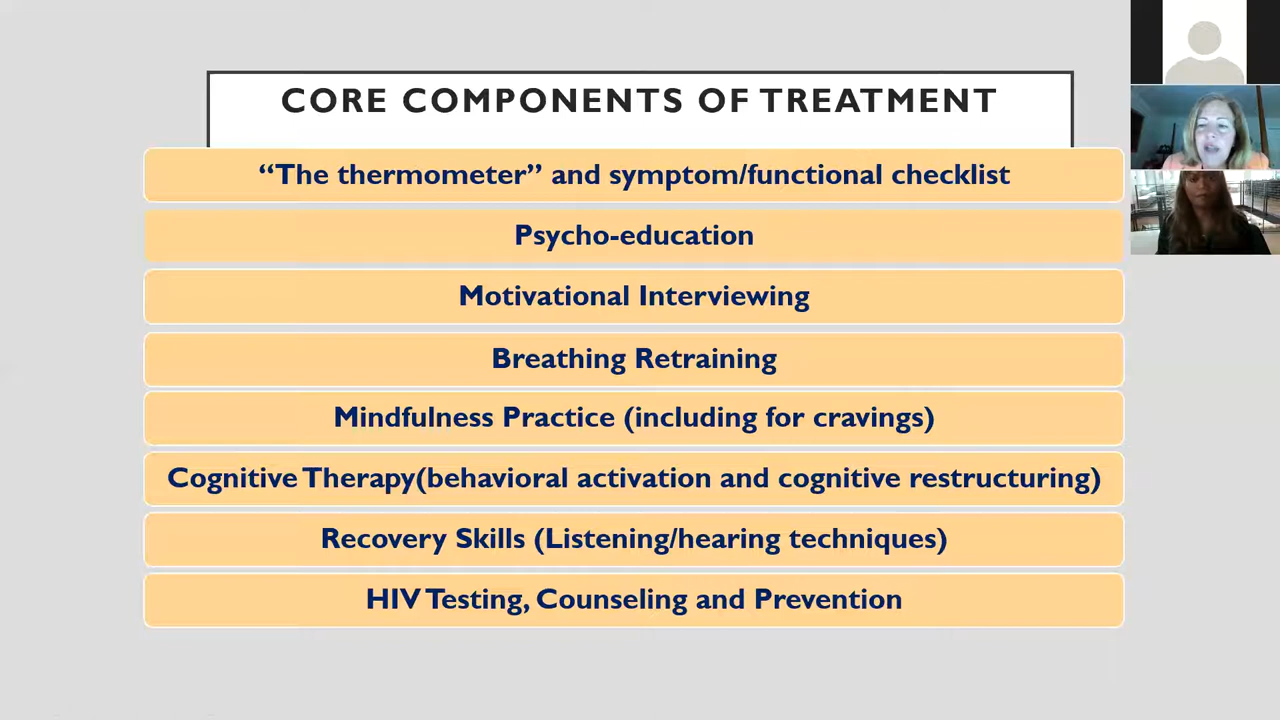 CORE COMPONENTS OF TREATMENT
“The thermometer” and symptom/functional checklist
Psycho-education
Motivational Interviewing
Breathing Retraining
Mindfulness Practice (including for cravings)
Cognitive Therapy(behavioral activation and cognitive restructuring)
Recovery Skills (Listening/hearing techniques)
HIV Testing, Counseling and Prevention